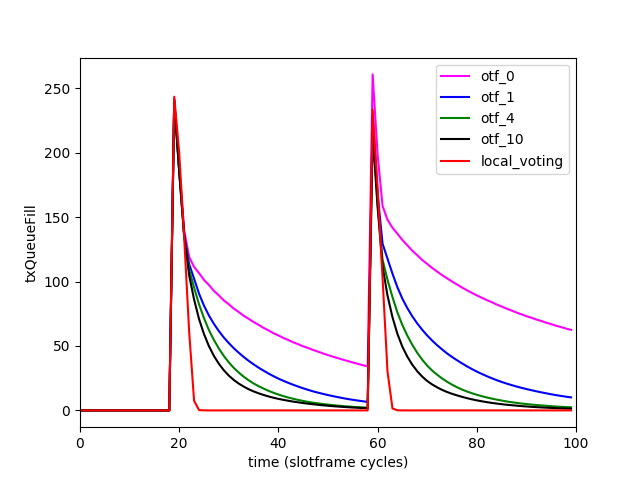 otf_0
otf_1
otf_4
otf_10
local_voting
txQueueFill
250
200
150
100
50
0
0 20 40 60 80 100
time (slotframe cycles)